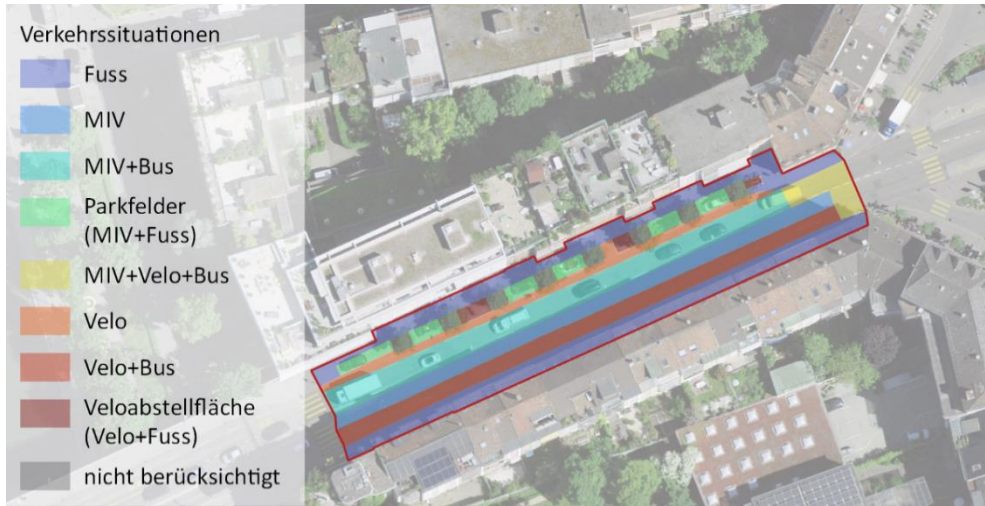 Verkehrssituationen
Fuss
MIV
MIV+Bus
Parkfelder
(MIV+Fuss)
MIV+Velo+Bus
Velo
Velo+Bus
Veloabstellfläche
(Velo+Fuss)
nicht berücksichtigt